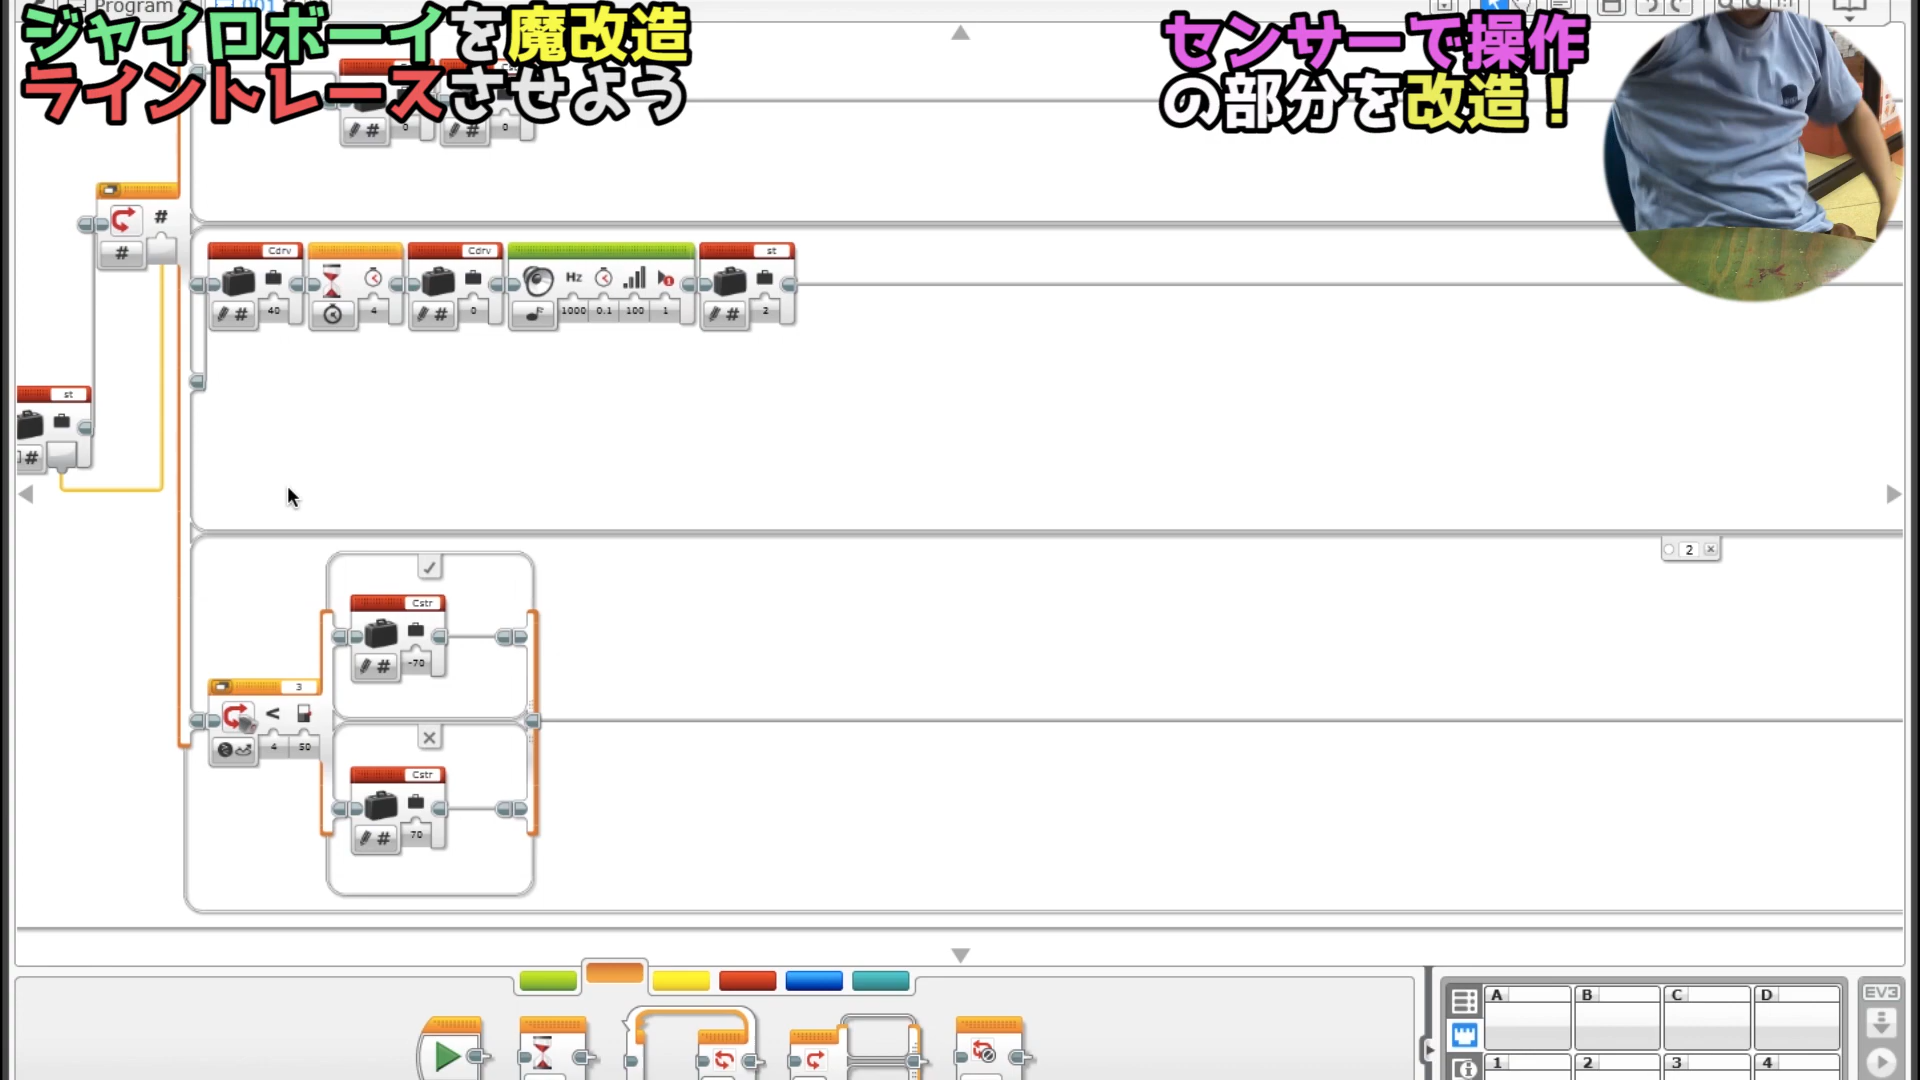 Program
001
ジャイロボーイを魔改造
ライントレースさせよう
センサーで操作
の部分を改造！
# 0 # 0
#
#
Cdrv
Cdrv
st
Hz
# 40
4
# 0
1000 0.1 100 1
# 2
st
#
2
Cstr
# -70
3
<
4 50
Cstr
# 70
A B C D
1 2 3 4
EV3